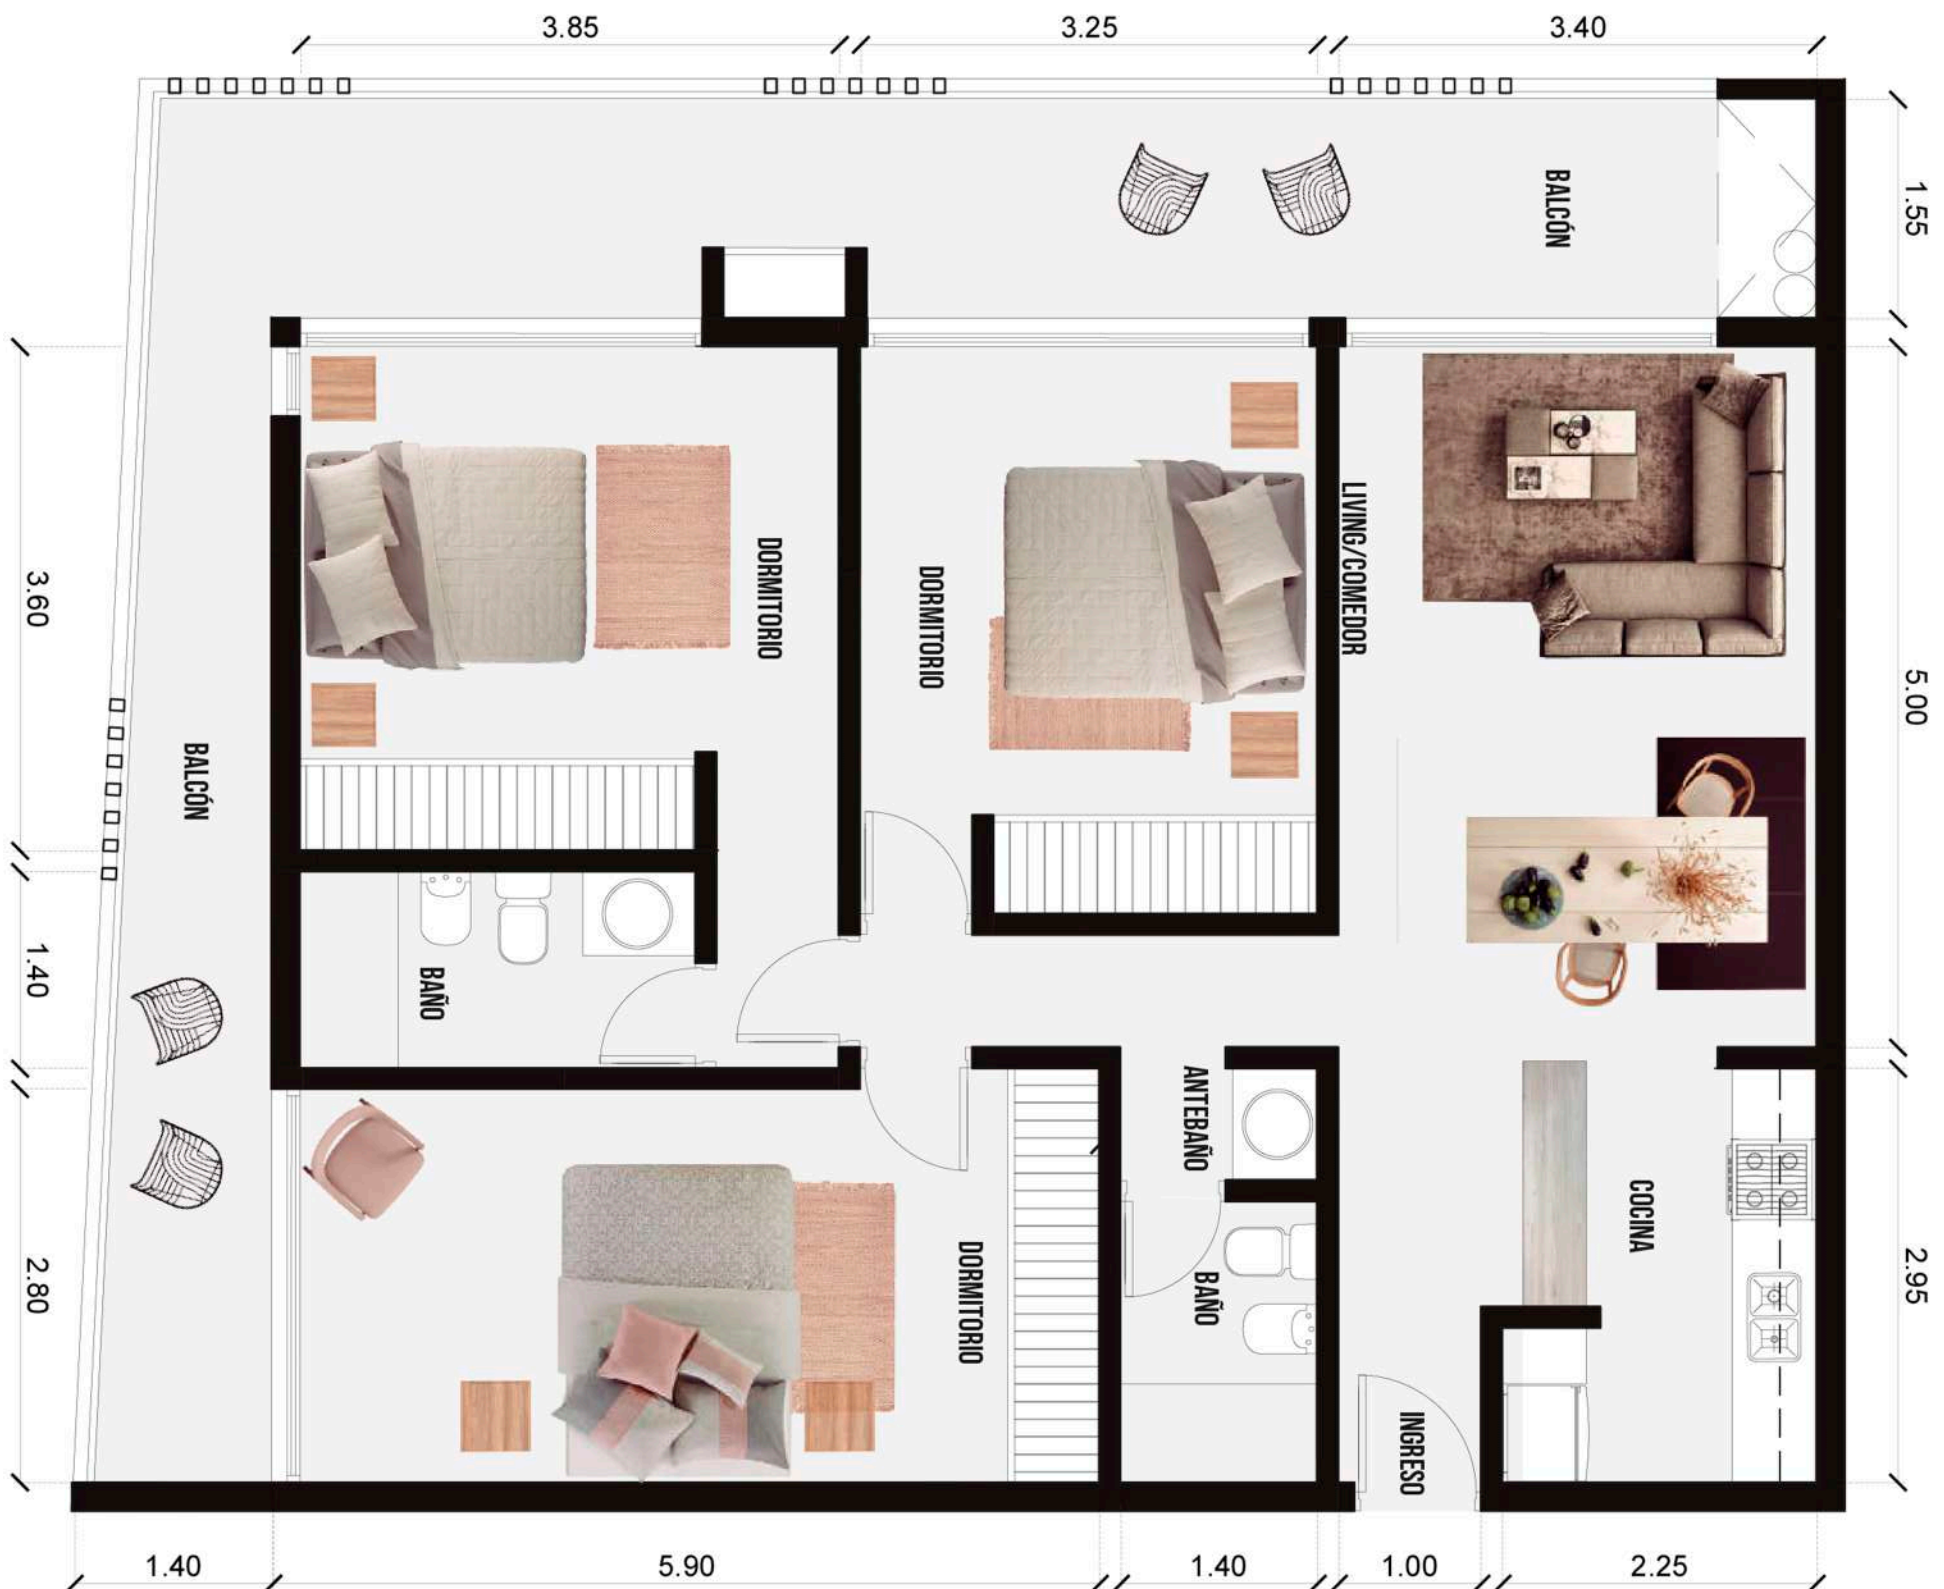 3.85
3.25
3.40
BALCÓN
1.55
3.60
DORMITORIO
DORMITORIO
LIVING/COMEDOR
5.00
BALCÓN
1.40
BAÑO
ANTEBAÑO
COCINA
2.80
DORMITORIO
BAÑO
2.95
INGRESO
1.40
5.90
1.40
1.00
2.25